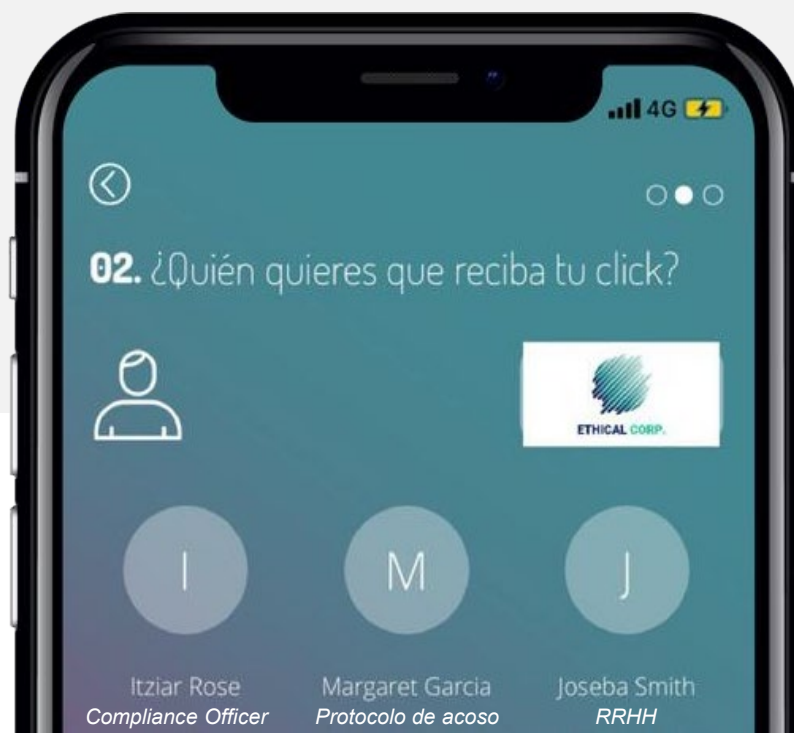 4G
02. ¿Quién quieres que reciba tu click?
ETHICAL CORP.
I M J
Itziar Rose Margaret Garcia Joseba Smith
Compliance Officer Protocolo de acoso RRHH